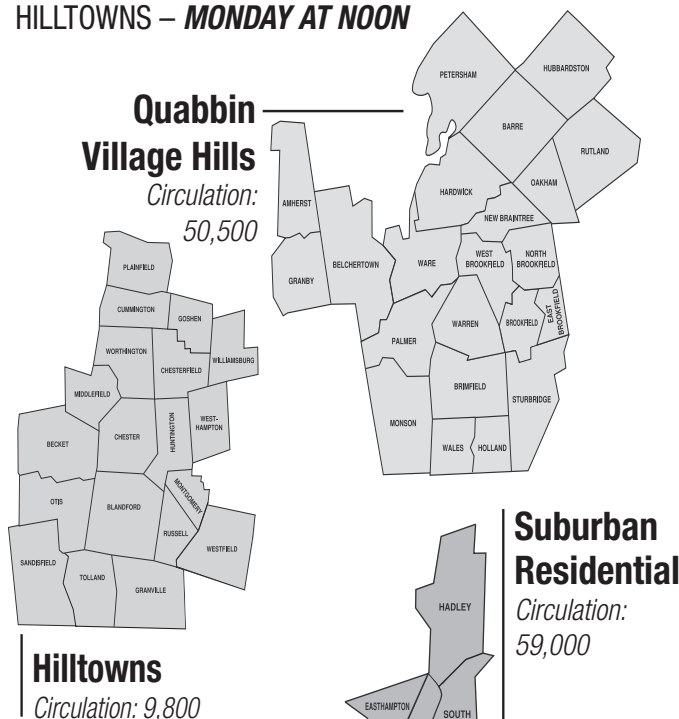 HILLTOWNS – MONDAY AT NOON
Quabbin
Village Hills
Circulation:
50,500
PETERSHAM
HUBBARDSTON
BARRE
RUTLAND
HARDWICK
OAKHAM
NEW BRAINTREE
AMHERST
GRANBY
BELCHERTOWN
WARE
WEST
BROOKFIELD
NORTH
BROOKFIELD
PALMER
WARREN
BROOKFIELD
EAST
BROOKFIELD
BRIMFIELD
STURBRIDGE
MONSON
WALES
HOLLAND
PLAINFIELD
CUMMINGTON
GOSHEN
WORTHINGTON
CHESTERFIELD
WILLIAMSBURG
MIDDLEFIELD
BECKET
CHESTER
HUNTINGTON
WEST-
HAMPTON
OTIS
BLANDFORD
MONTGOMERY
RUSSELL
WESTFIELD
SANDISFIELD
TOLLAND
GRANVILLE
Hilltowns
Circulation: 9,800
Suburban
Residential
Circulation:
59,000
HADLEY
EASTHAMPTON
SOUTH